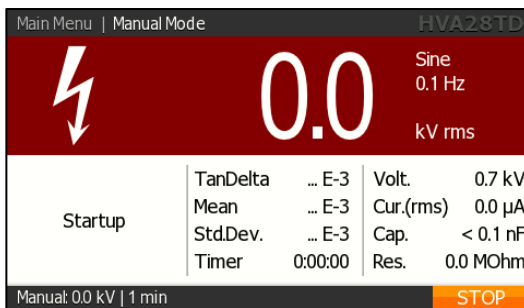 Main Menu | Manual Mode HVA28TD
0.0
Sine
0.1 Hz
kV rms
Startup
TanDelta ... E-3
Mean ... E-3
Std.Dev. ... E-3
Timer 0:00:00
Volt. 0.7 kV
Cur.(rms) 0.0 µA
Cap. < 0.1 nF
Res. 0.0 MOhm
Manual: 0.0 kV | 1 min STOP